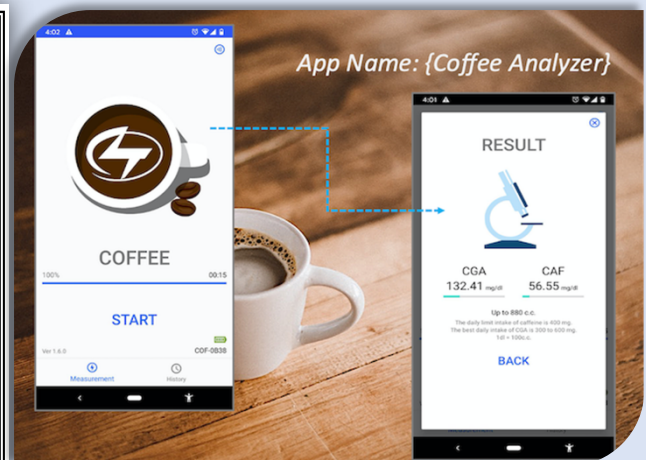 App Name: {Coffee Analyzer}
4:02
COFFEE
100%
00:15
START
Ver 1.6.0
COF-0B38
Measurement
History
4:01
RESULT
CGA
CAF
132.41 mg/dl
56.55 mg/dl
Up to 880 c.c.
The daily limit intake of caffeine is 400 mg.
The best daily intake of CGA is 300 to 600 mg.
1dl = 100c.c.
BACK